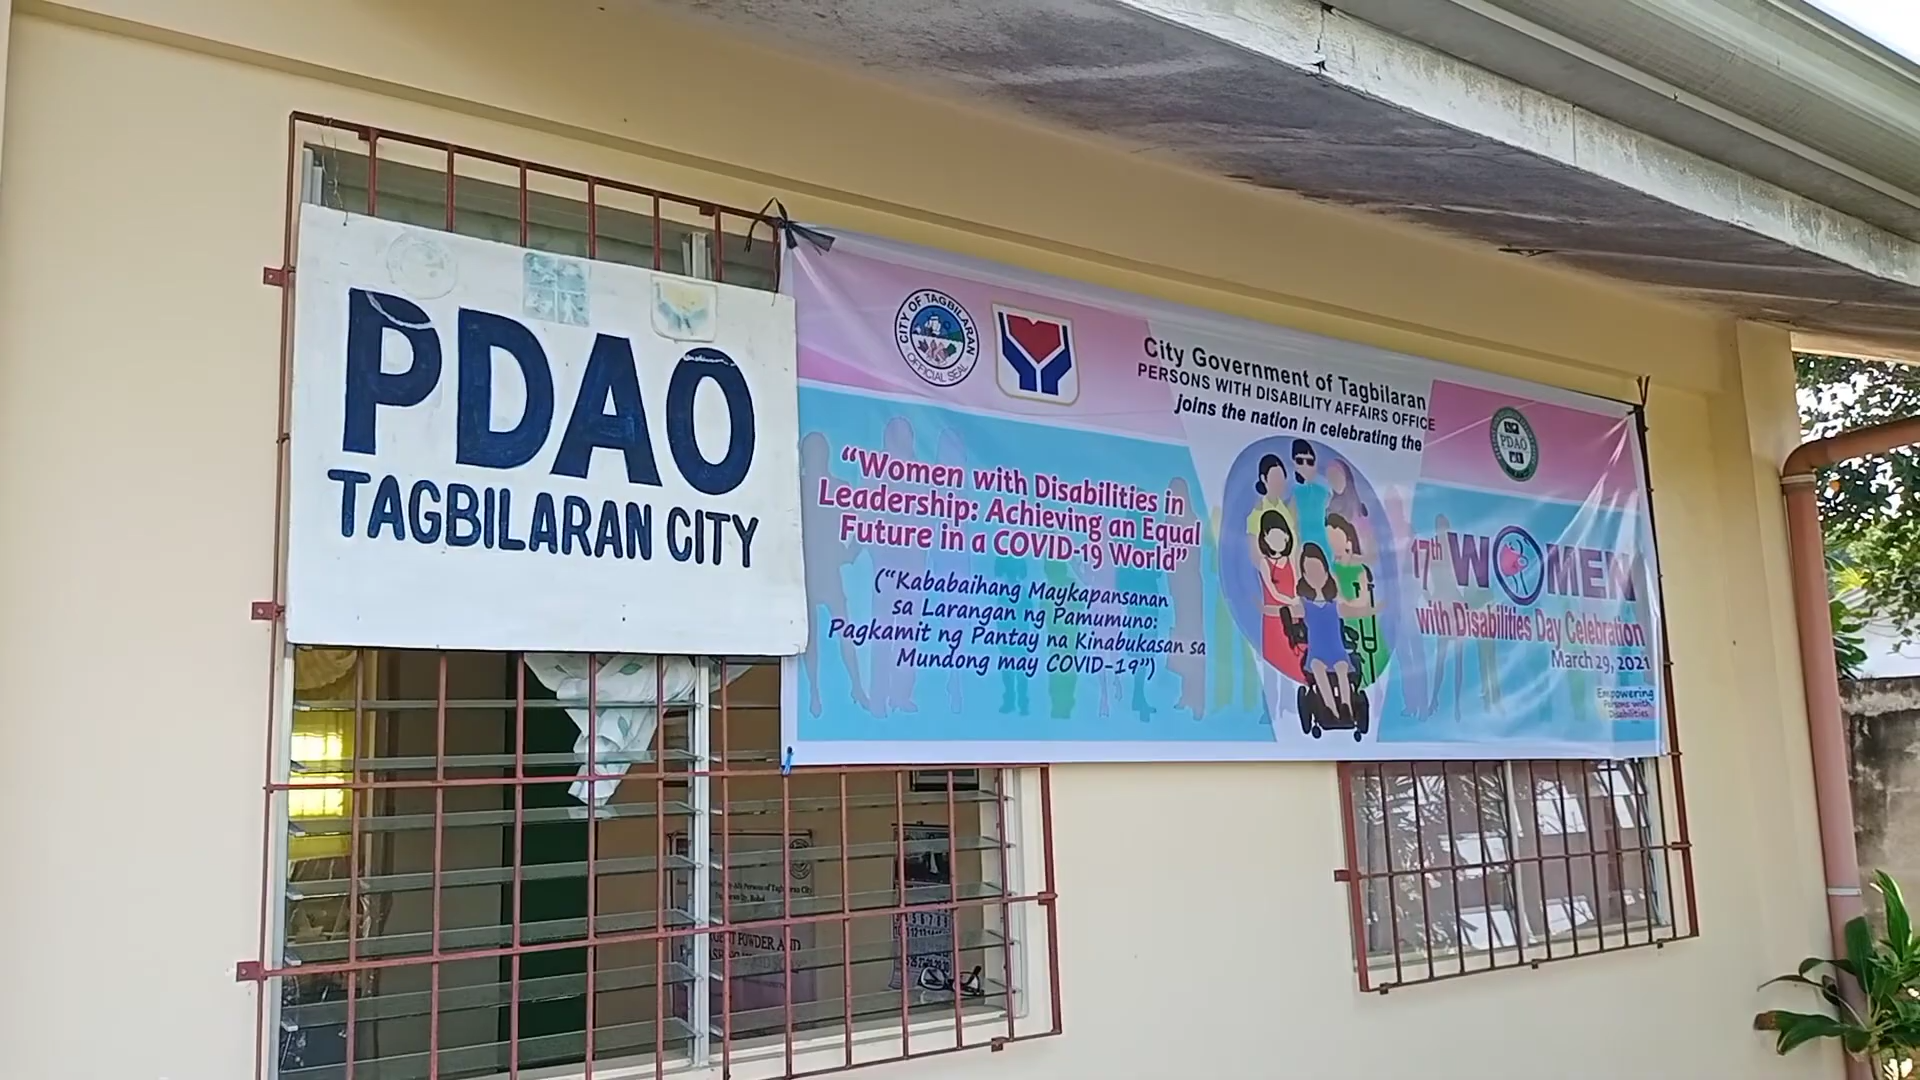 PDAO
TAGBILARAN CITY
CITY OF TAGBILARAN
OFFICIAL SEAL
City Government of Tagbilaran
PERSONS WITH DISABILITY AFFAIRS OFFICE
joins the nation in celebrating the
PDAO
“Women with Disabilities in
Leadership: Achieving an Equal
Future in a COVID-19 World”
(“Kababaihang Maykapansanan
sa Larangan ng Pamumuno:
Pagkamit ng Pantay na Kinabukasan sa
Mundong may COVID-19”)
17th WOMEN
with Disabilities Day Celebration
March 29, 2021
Empowering
Persons with
Disabilities
POWDER AND